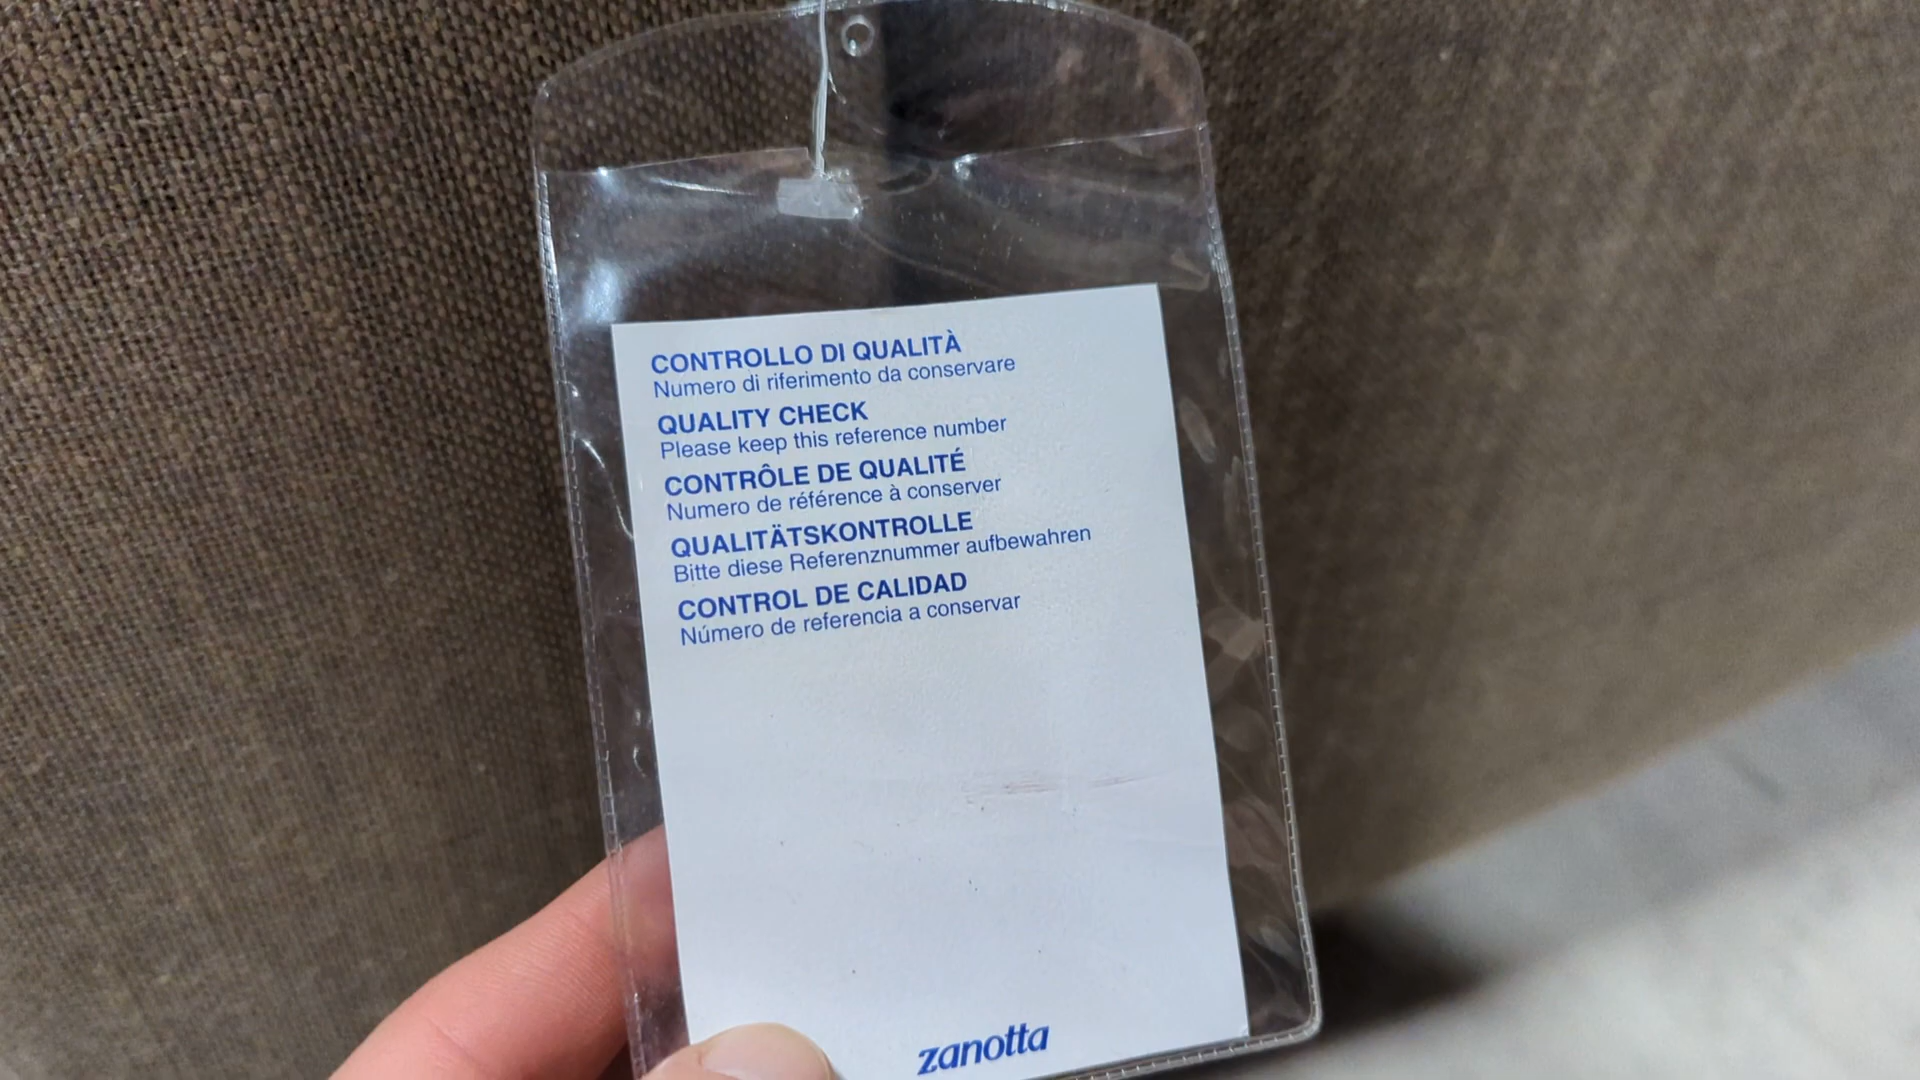 CONTROLLO DI QUALITÀ
Numero di riferimento da conservare
QUALITY CHECK
Please keep this reference number
CONTRÔLE DE QUALITÉ
Numero de référence à conserver
QUALITÄTSKONTROLLE
Bitte diese Referenznummer aufbewahren
CONTROL DE CALIDAD
Número de referencia a conservar
zanotta